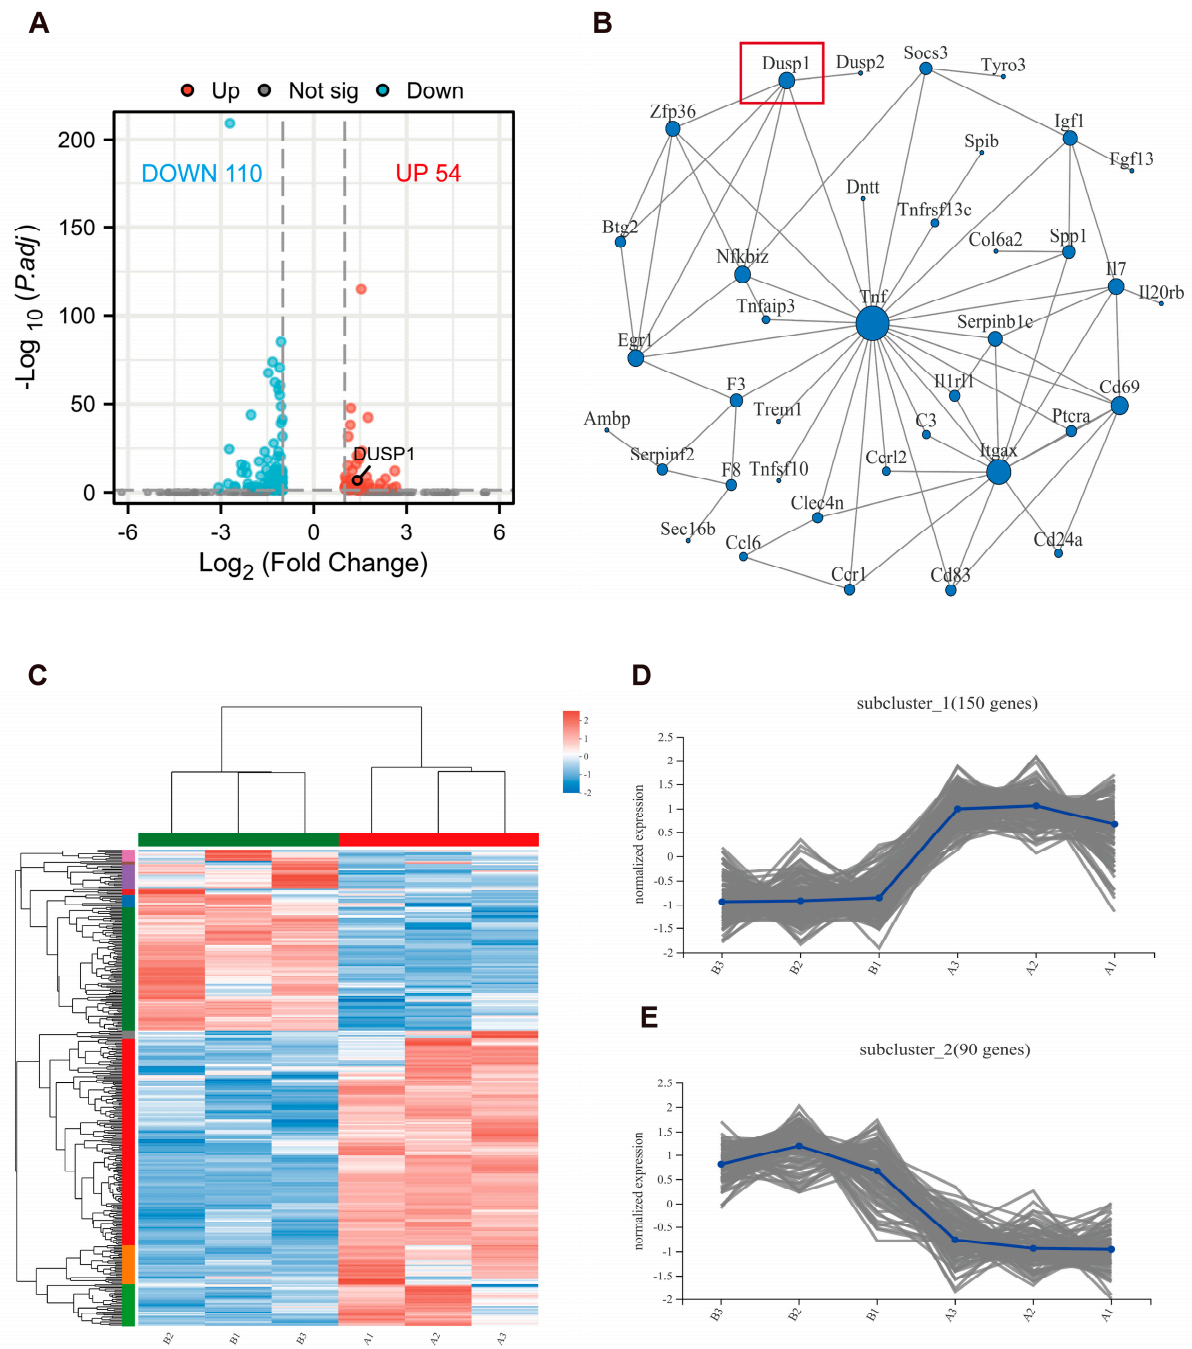 A
Up Not sig Down
DOWN 110 UP 54
DUSP1
200
150
100
50
0
-6 -3 0 3 6
-Log 10 (P.adj)
Log2 (Fold Change)
B
Dusp1
Dusp2
Socs3
Tyro3
Zfp36
Igf1
Spib
Fgf13
Dntt
Tnfrsf13c
Btg2
Col6a2
Spp1
Nfkbiz
Il7
Tnf
Il20rb
Tnfaip3
Serpinb1c
Egr1
F3
Il1rl1
Cd69
Trem1
Ambp
C3
Ptcra
Serpinf2
F8
Tnfsf10
Ccrl2
Itgax
Clec4n
Sec16b
Ccl6
Cd24a
Ccr1
Cd83
C
2
1
0
-1
-2
B2 B1 B3 A1 A2 A3
D
subcluster_1(150 genes)
normalized expression
2.5
2
1.5
1
0.5
0
-0.5
-1
-1.5
-2
B3 B2 B1 A3 A2 A1
E
subcluster_2(90 genes)
normalized expression
2.5
2
1.5
1
0.5
0
-0.5
-1
-1.5
-2
B3 B2 B1 A3 A2 A1